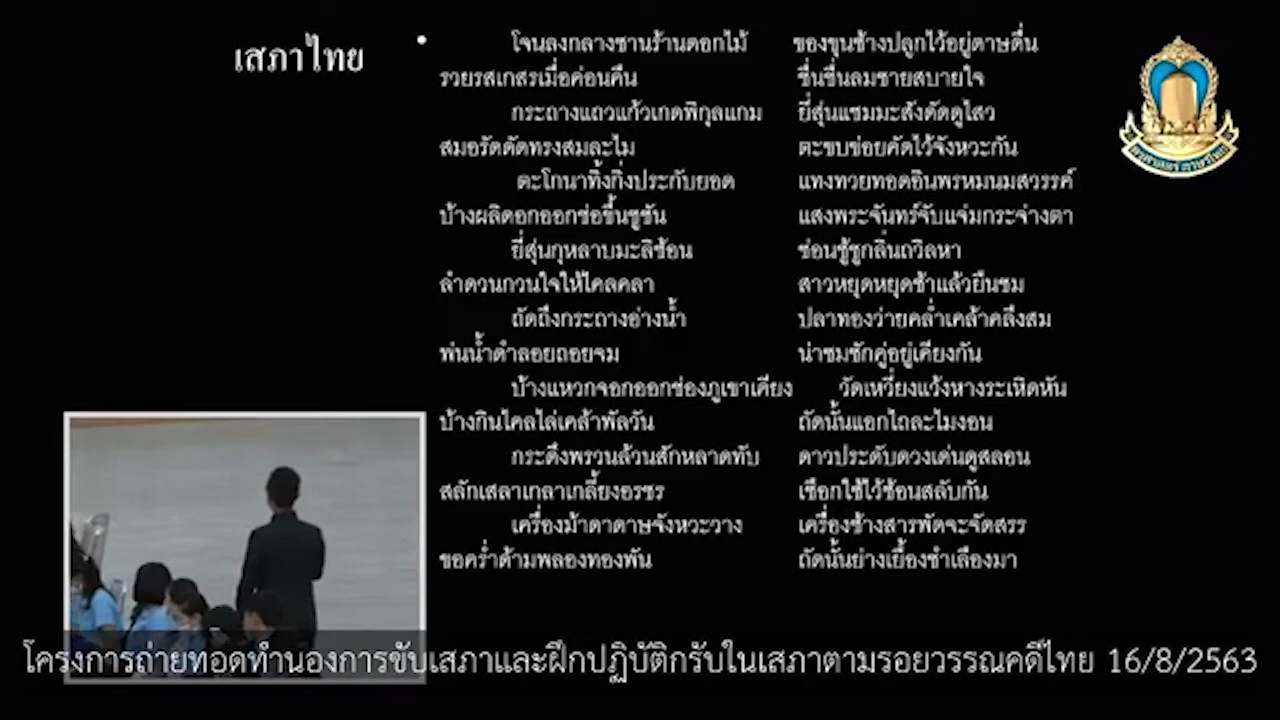 เสภาไทย
โจนลงกลางชานร้านดอกไม้ ของขุนช้างปลูกไว้อยู่ดาษดื่น
รวยรสเกสรเมื่อค่อนคืน ชื่นชื่นลมชายสบายใจ
กระถางแถวแก้วเกดพิกุลแกม ยี่สุ่นแซมมะสังดัดดูไสว
สมอรัดดัดทรงสมละไม ตะขบข่อยคัดไว้จังหวะกัน
ตะโกนาทิ้งกิ่งประกับยอด แทงทวยทอดอินพรหมนมสวรรค์
บ้างผลิดอกออกช่อขึ้นชูชัน แสงพระจันทร์จับแจ่มกระจ่างตา
ยี่สุ่นกุหลาบมะลิซ้อน ซ่อนชู้ชูกลิ่นถวิลหา
ลำดวนกวนใจให้ไคลคลา สาวหยุดหยุดช้าแล้วยืนชม
ถัดถึงกระถางอ่างน้ำ ปลาทองว่ายคล่ำเคล้าคลึงสม
พ่นน้ำดำลอยถอยจม น่าชมชักคู่อยู่เคียงกัน
บ้างแหวกจอกออกช่องภูเขาเคียง วัดเหวี่ยงแว้งหางระเหิดหัน
บ้างกินไคลไล่เคล้าพัลวัน ถัดนั้นแอกไถละไมงอน
กระดึงพรวนล้วนสักหลาดทับ ดาวประดับดวงเด่นดูสลอน
สลักเสลาเกลาเกลี้ยงอรชร เชือกใช้ไว้ซ้อนสลับกัน
เครื่องม้าดาดาษจังหวะวาง เครื่องช้างสารพัดจะจัดสรร
ขอคร่ำด้ามพลองทองพัน ถัดนั้นย่างเยื้องชำเลืองมา
โครงการถ่ายทอดทำนองการขับเสภาและฝึกปฏิบัติกรับในเสภาตามรอยวรรณคดีไทย 16/8/2563